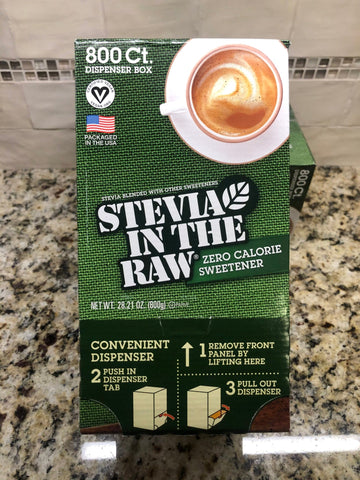 800 Ct.
DISPENSER BOX
PACKAGED
IN THE USA
STEVIA BLENDED WITH OTHER SWEETENERS
STEVIA
IN THE
RAW®
ZERO CALORIE
SWEETENER
NET WT. 28.21 OZ. (800g)
CONVENIENT
DISPENSER
1 REMOVE FRONT
PANEL BY
LIFTING HERE
2 PUSH IN
DISPENSER
TAB
3 PULL OUT
DISPENSER
800 Ct.